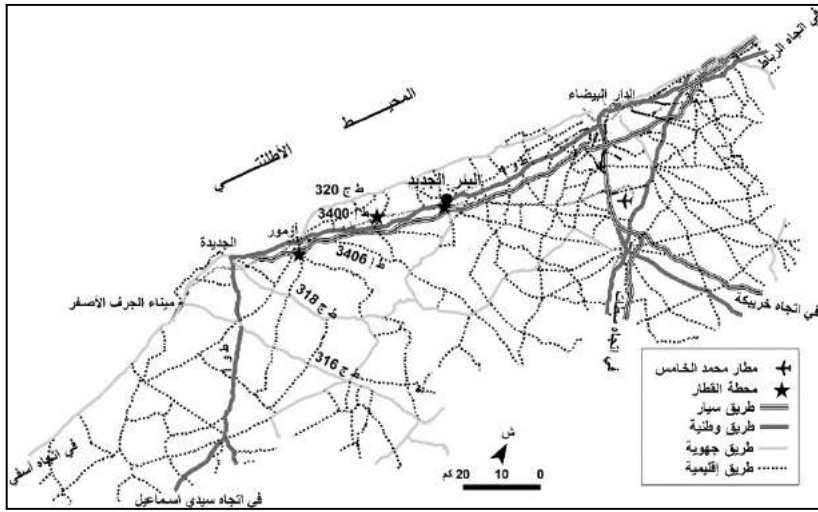 في اتجاه الرباط
الدار البيضاء
المحيط
الأطلنتي
البئر الجديد
ط ج 320
ط إ 3400
أزمور
الجديدة
ط إ 3406
ط ج 318
ميناء الجرف الأصفر
ط ج 316
في اتجاه خريبكة
في اتجاه آسفي
في اتجاه سيدي اسماعيل
ش
20 10 0 كم
مطار محمد الخامس
محطة القطار
طريق سيار
طريق وطنية
طريق جهوية
طريق إقليمية